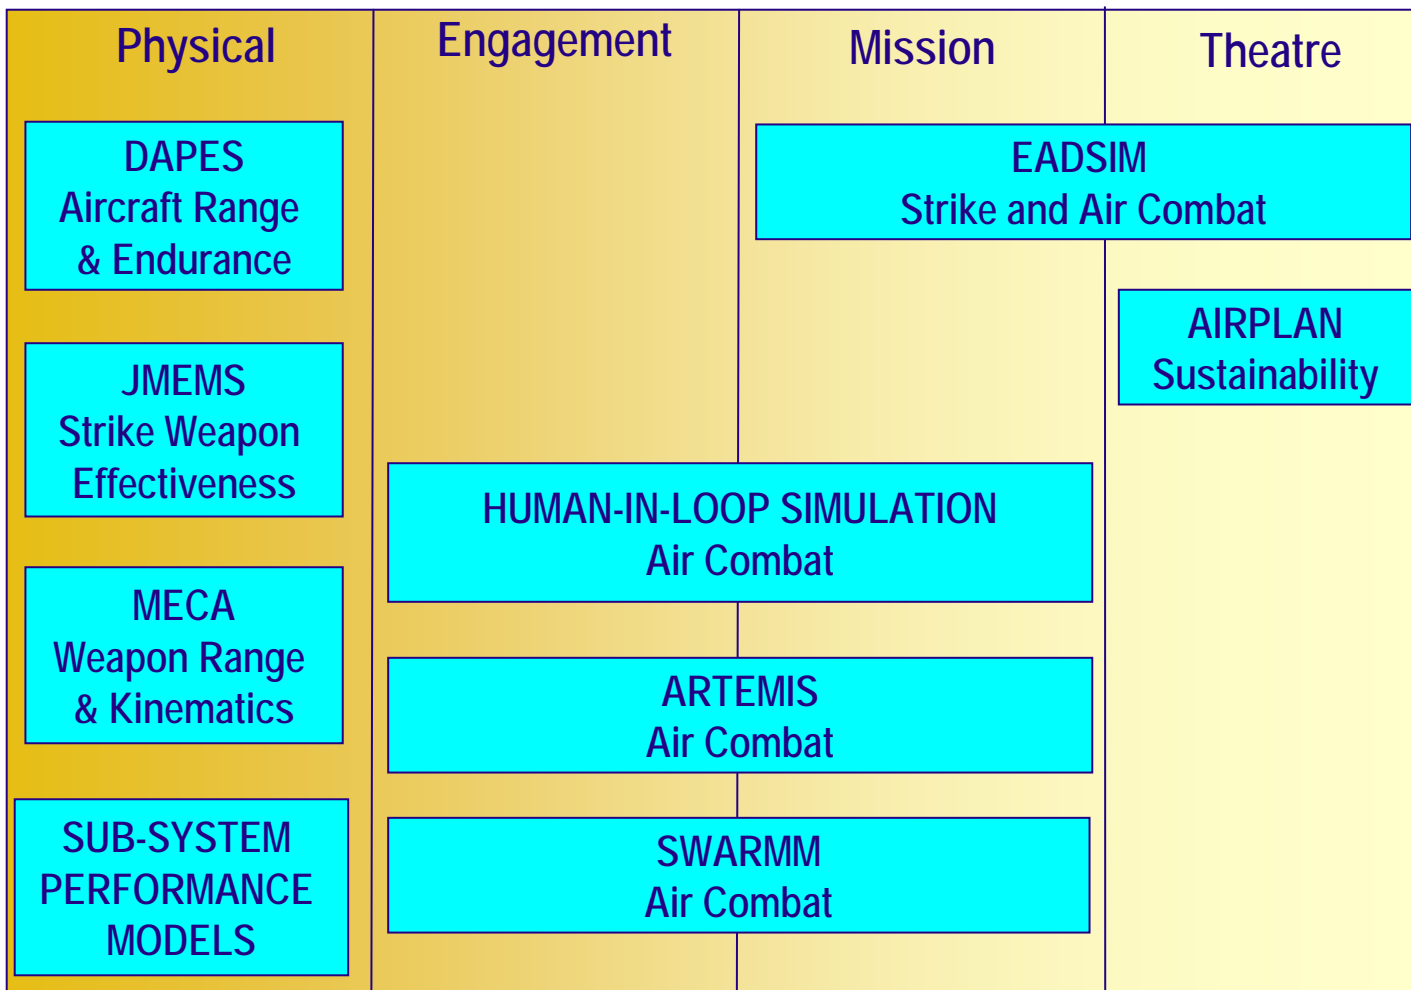 Physical
Engagement
Mission
Theatre
DAPES
Aircraft Range
& Endurance
JMEMS
Strike Weapon
Effectiveness
MECA
Weapon Range
& Kinematics
SUB-SYSTEM
PERFORMANCE
MODELS
EADSIM
Strike and Air Combat
AIRPLAN
Sustainability
HUMAN-IN-LOOP SIMULATION
Air Combat
ARTEMIS
Air Combat
SWARMM
Air Combat